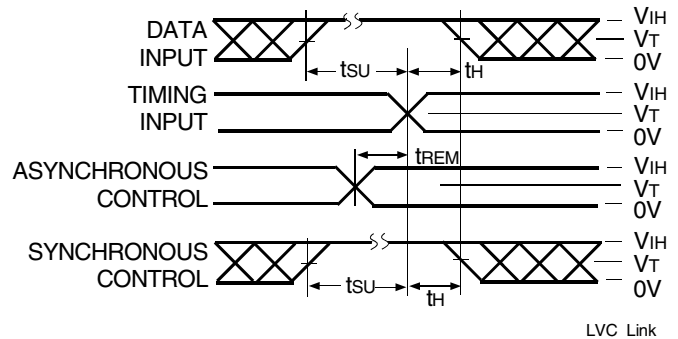 DATA
INPUT
tSU
tH
VIH
VT
0V
TIMING
INPUT
VIH
VT
0V
tREM
ASYNCHRONOUS
CONTROL
VIH
VT
0V
SYNCHRONOUS
CONTROL
tSU
tH
VIH
VT
0V
LVC Link